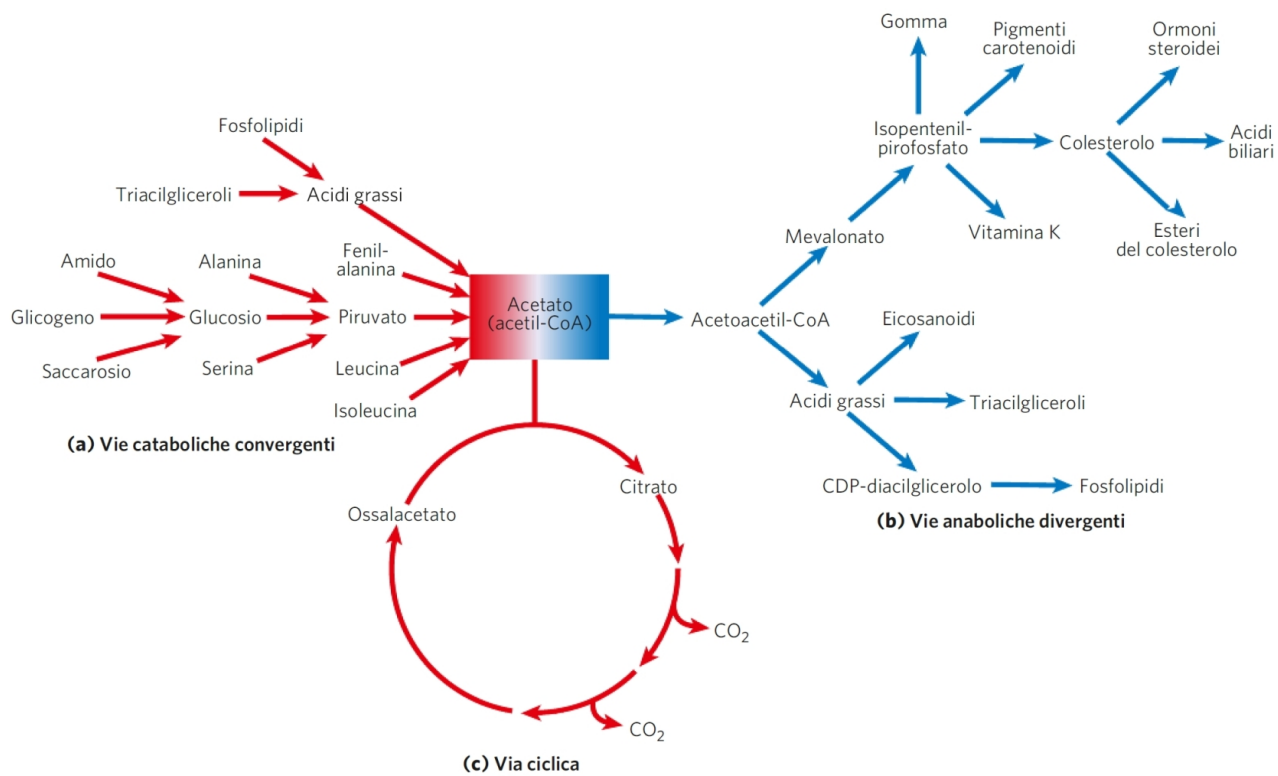 Fosfolipidi
Triacilgliceroli
Acidi grassi
Amido
Alanina
Fenil-
alanina
Glicogeno
Glucosio
Piruvato
Saccarosio
Serina
Leucina
Isoleucina
(a) Vie cataboliche convergenti
Acetato
(acetil-CoA)
Gomma
Pigmenti
carotenoidi
Ormoni
steroidei
Isopentenil-
pirofosfato
Colesterolo
Acidi
biliari
Mevalonato
Vitamina K
Esteri
del colesterolo
Acetoacetil-CoA
Eicosanoidi
Acidi grassi
Triacilgliceroli
CDP-diacilglicerolo
Fosfolipidi
(b) Vie anaboliche divergenti
Citrato
Ossalacetato
CO₂
CO₂
(c) Via ciclica